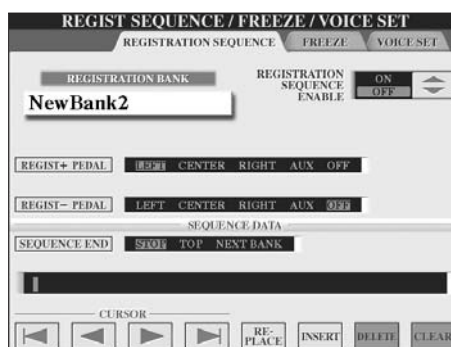 REGIST SEQUENCE / FREEZE / VOICE SET
REGISTRATION SEQUENCE FREEZE VOICE SET
REGISTRATION BANK
NewBank2
REGISTRATION
SEQUENCE
ENABLE
ON
OFF
REGIST+ PEDAL LEFT CENTER RIGHT AUX OFF
REGIST− PEDAL LEFT CENTER RIGHT AUX OFF
SEQUENCE DATA
SEQUENCE END STOP TOP NEXT BANK
CURSOR
RE-
PLACE INSERT DELETE CLEAR